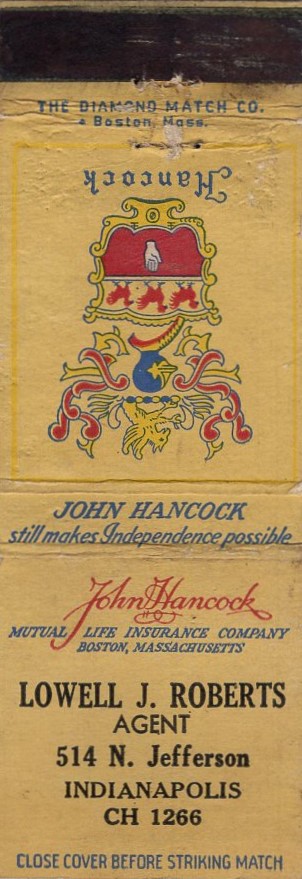 THE DIAMOND MATCH CO.
Boston, Mass.
Hancock
JOHN HANCOCK
still makes Independence possible
John Hancock
MUTUAL LIFE INSURANCE COMPANY
BOSTON, MASSACHUSETTS
LOWELL J. ROBERTS
AGENT
514 N. Jefferson
INDIANAPOLIS
CH 1266
CLOSE COVER BEFORE STRIKING MATCH